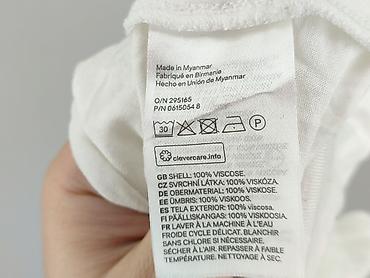 Made in Myanmar
Fabriqué en Birmanie
Hecho en Unión de Myanmar
O/N 295165
P/N 0615054 8
30
P
clevercare.info
GB SHELL: 100% VISCOSE.
CZ SVRCHNÍ LÁTKA: 100% VISKÓZA.
DE OBERMATERIAL: 100% VISKOSE.
EE ÜMBRIS: 100% VISKOOS.
ES TELA EXTERIOR: 100% viscosa.
FI PÄÄLLISKANGAS: 100% VISKOOSIA.
FR LAVER À LA MACHINE À L'EAU
FROIDE CYCLE DÉLICAT. BLANCHIR
SANS CHLORE SI NÉCESSAIRE.
SÉCHER À L'AIR. REPASSER À FAIBLE
TEMPÉRATURE. NETTOYAGE À SEC.